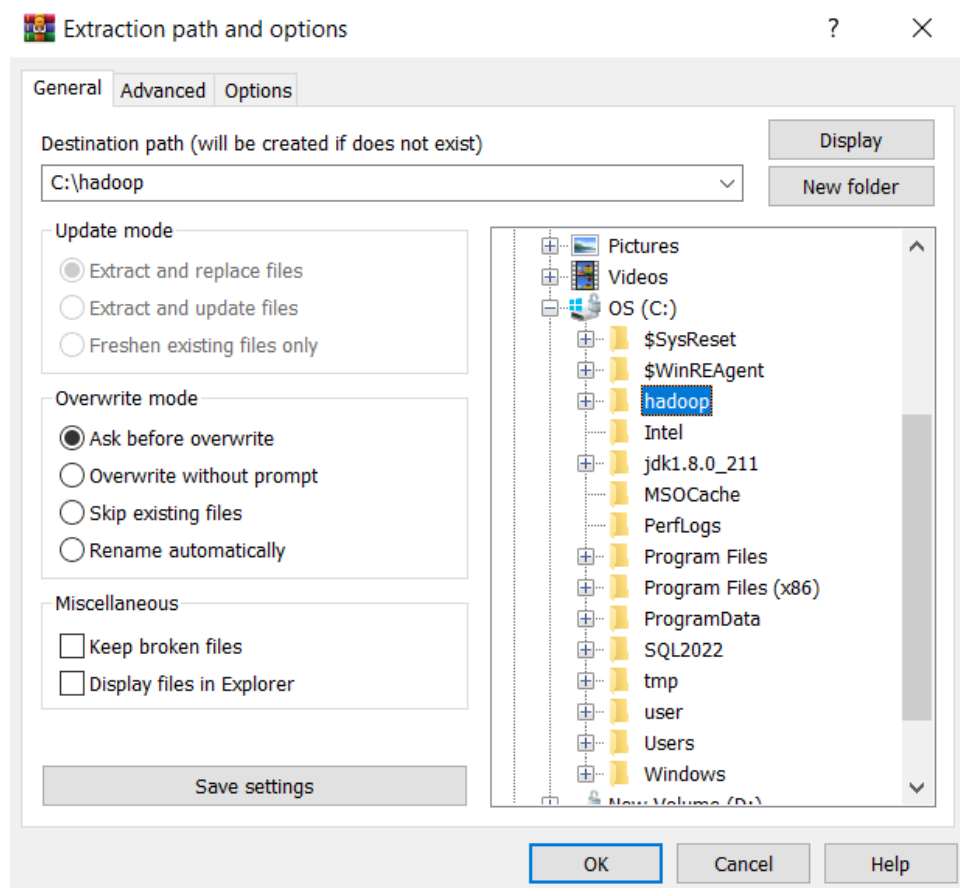 Extraction path and options
?
General
Advanced
Options
Destination path (will be created if does not exist)
C:\hadoop
Display
New folder
Update mode
Extract and replace files
Extract and update files
Freshen existing files only
Overwrite mode
Ask before overwrite
Overwrite without prompt
Skip existing files
Rename automatically
Miscellaneous
Keep broken files
Display files in Explorer
Save settings
Pictures
Videos
OS (C:)
$SysReset
$WinREAgent
hadoop
Intel
jdk1.8.0_211
MSOCache
PerfLogs
Program Files
Program Files (x86)
ProgramData
SQL2022
tmp
user
Users
Windows
New Volume (D:)
OK
Cancel
Help